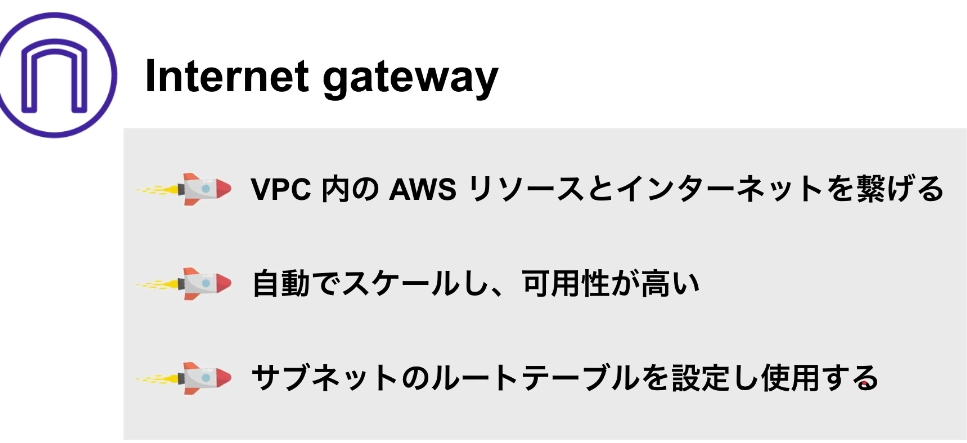 Internet gateway
VPC 内の AWS リソースとインターネットを繋げる
自動でスケールし、可用性が高い
サブネットのルートテーブルを設定し使用する